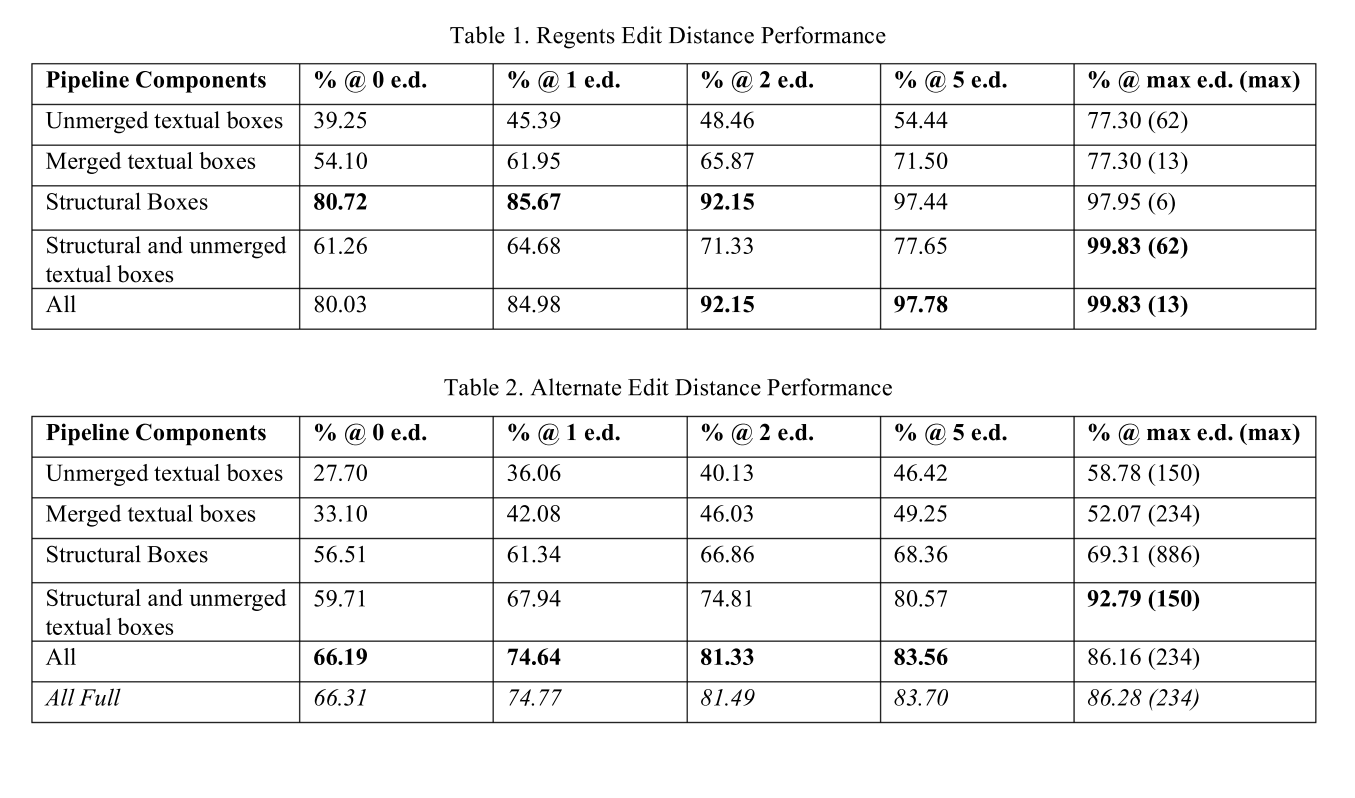 Table 1. Regents Edit Distance Performance
Pipeline Components % @ 0 e.d. % @ 1 e.d. % @ 2 e.d. % @ 5 e.d. % @ max e.d. (max)
Unmerged textual boxes 39.25 45.39 48.46 54.44 77.30 (62)
Merged textual boxes 54.10 61.95 65.87 71.50 77.30 (13)
Structural Boxes 80.72 85.67 92.15 97.44 97.95 (6)
Structural and unmerged 61.26 64.68 71.33 77.65 99.83 (62)
textual boxes
All 80.03 84.98 92.15 97.78 99.83 (13)
Table 2. Alternate Edit Distance Performance
Pipeline Components % @ 0 e.d. % @ 1 e.d. % @ 2 e.d. % @ 5 e.d. % @ max e.d. (max)
Unmerged textual boxes 27.70 36.06 40.13 46.42 58.78 (150)
Merged textual boxes 33.10 42.08 46.03 49.25 52.07 (234)
Structural Boxes 56.51 61.34 66.86 68.36 69.31 (886)
Structural and unmerged 59.71 67.94 74.81 80.57 92.79 (150)
textual boxes
All 66.19 74.64 81.33 83.56 86.16 (234)
All Full 66.31 74.77 81.49 83.70 86.28 (234)